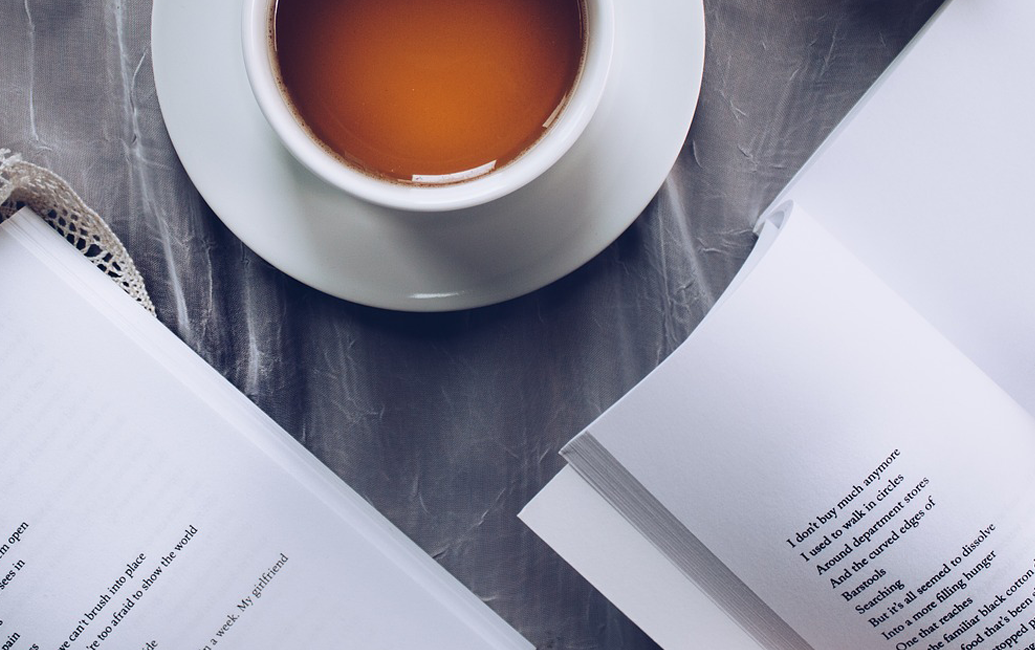 m open
sees in
pain
we can't brush into place
're too afraid to show the world
ide
n a week. My girlfriend
I don't buy much anymore
I used to walk in circles
Around department stores
And the curved edges of
Barstools
Searching
But it's all seemed to dissolve
Into a more filling hunger
One that reaches
the familiar black cotton
food that's been
stopped